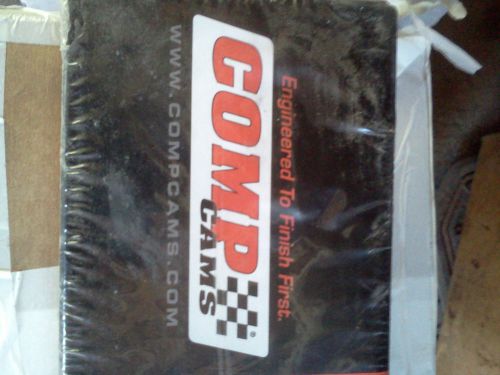 Engineered To Finish First.
COMP
CAMS
®
WWW.COMPCAMS.COM